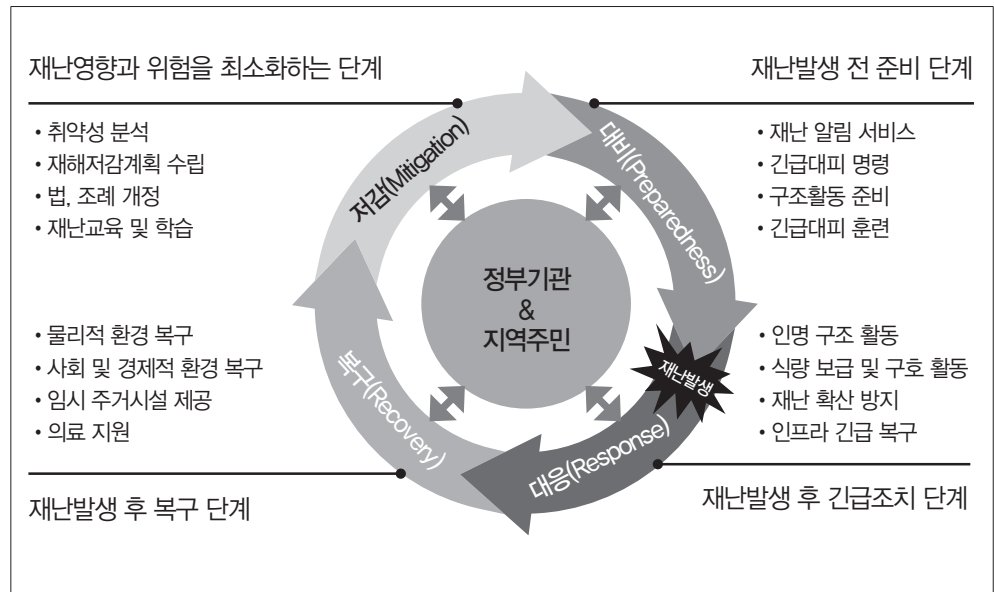 재난영향과 위험을 최소화하는 단계
• 취약성 분석
• 재해저감계획 수립
• 법, 조례 개정
• 재난교육 및 학습
재난발생 전 준비 단계
• 재난 알림 서비스
• 긴급대피 명령
• 구조활동 준비
• 긴급대피 훈련
저감(Mitigation)
대비(Preparedness)
정부기관
&
지역주민
재난발생
복구(Recovery)
대응(Response)
• 물리적 환경 복구
• 사회 및 경제적 환경 복구
• 임시 주거시설 제공
• 의료 지원
재난발생 후 복구 단계
• 인명 구조 활동
• 식량 보급 및 구호 활동
• 재난 확산 방지
• 인프라 긴급 복구
재난발생 후 긴급조치 단계